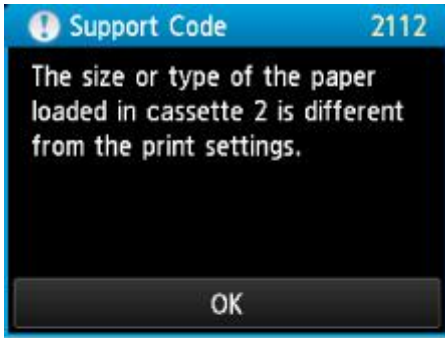 Support Code 2112
The size or type of the paper
loaded in cassette 2 is different
from the print settings.
OK